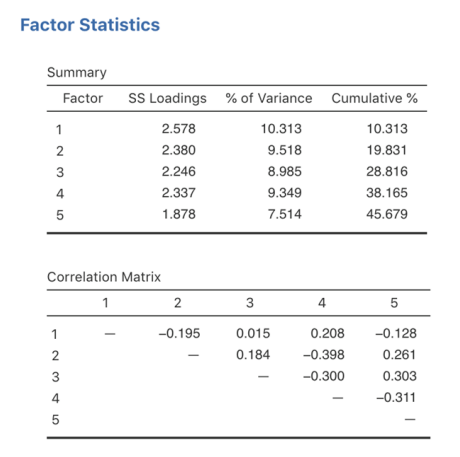 Factor Statistics
Summary
Factor SS Loadings % of Variance Cumulative %
1 2.578 10.313 10.313
2 2.380 9.518 19.831
3 2.246 8.985 28.816
4 2.337 9.349 38.165
5 1.878 7.514 45.679
Correlation Matrix
1 2 3 4 5
1 — −0.195 0.015 0.208 −0.128
2 — 0.184 −0.398 0.261
3 — −0.300 0.303
4 — −0.311
5 —